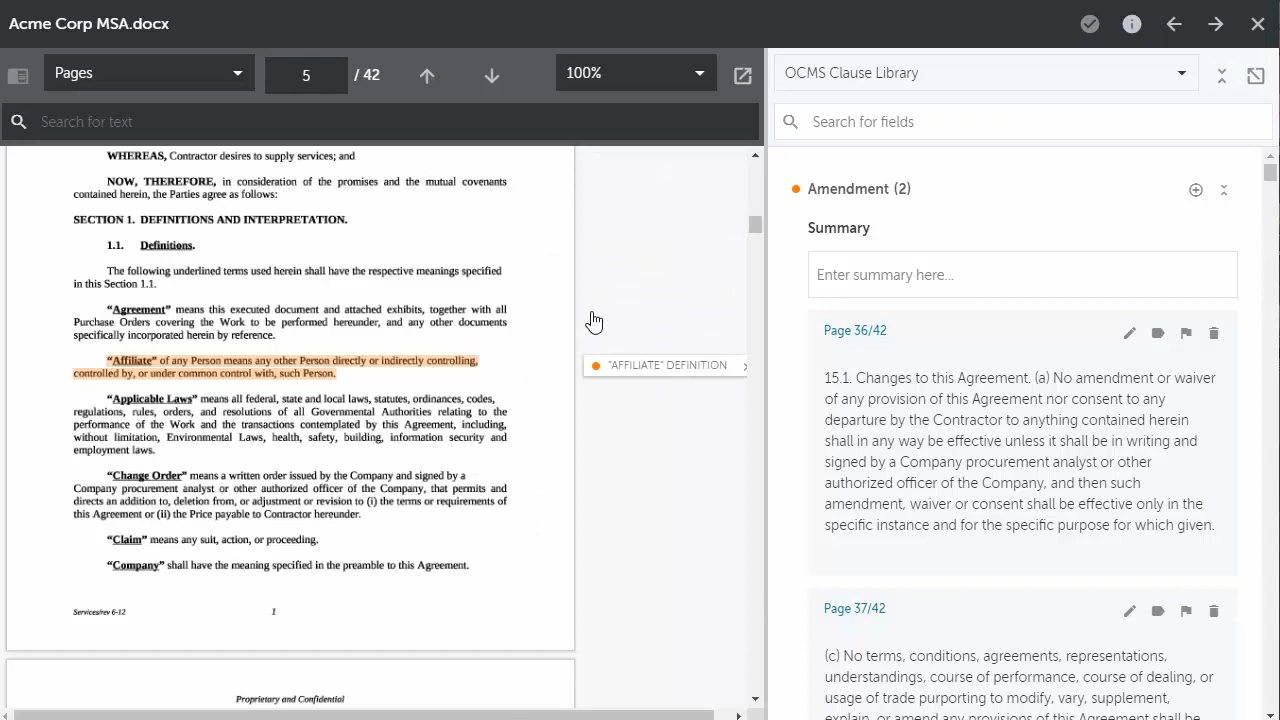 Acme Corp MSA.docx
Pages
5
/ 42
100%
Search for text
WHEREAS, Contractor desires to supply services; and
NOW, THEREFORE, in consideration of the promises and the mutual covenants
contained herein, the Parties agree as follows:
SECTION 1. DEFINITIONS AND INTERPRETATION.
1.1. Definitions.
The following underlined terms used herein shall have the respective meanings specified
in this Section 1.1.
“Agreement” means this executed document and attached exhibits, together with all
Purchase Orders covering the Work to be performed hereunder, and any other documents
specifically incorporated herein by reference.
“Affiliate” of any Person means any other Person directly or indirectly controlling,
controlled by, or under common control with, such Person.
“Applicable Laws” means all federal, state and local laws, statutes, ordinances, codes,
regulations, rules, orders, and resolutions of all Governmental Authorities relating to the
performance of the Work and the transactions contemplated by this Agreement, including,
without limitation, Environmental Laws, health, safety, building, information security and
employment laws.
“Change Order” means a written order issued by the Company and signed by a
Company procurement analyst or other authorized officer of the Company, that permits and
directs an addition to, deletion from, or adjustment or revision to (i) the terms or requirements of
this Agreement or (ii) the Price payable to Contractor hereunder.
“Claim” means any suit, action, or proceeding.
“Company” shall have the meaning specified in the preamble to this Agreement.
Services/rev 6-12
1
Proprietary and Confidential
"AFFILIATE" DEFINITION
OCMS Clause Library
Search for fields
Amendment (2)
Summary
Enter summary here...
Page 36/42
15.1. Changes to this Agreement. (a) No amendment or waiver
of any provision of this Agreement nor consent to any
departure by the Contractor to anything contained herein
shall in any way be effective unless it shall be in writing and
signed by a Company procurement analyst or other
authorized officer of the Company, and then such
amendment, waiver or consent shall be effective only in the
specific instance and for the specific purpose for which given.
Page 37/42
(c) No terms, conditions, agreements, representations,
understandings, course of performance, course of dealing, or
usage of trade purporting to modify, vary, supplement,
explain, or amend any provisions of this Agreement shall be